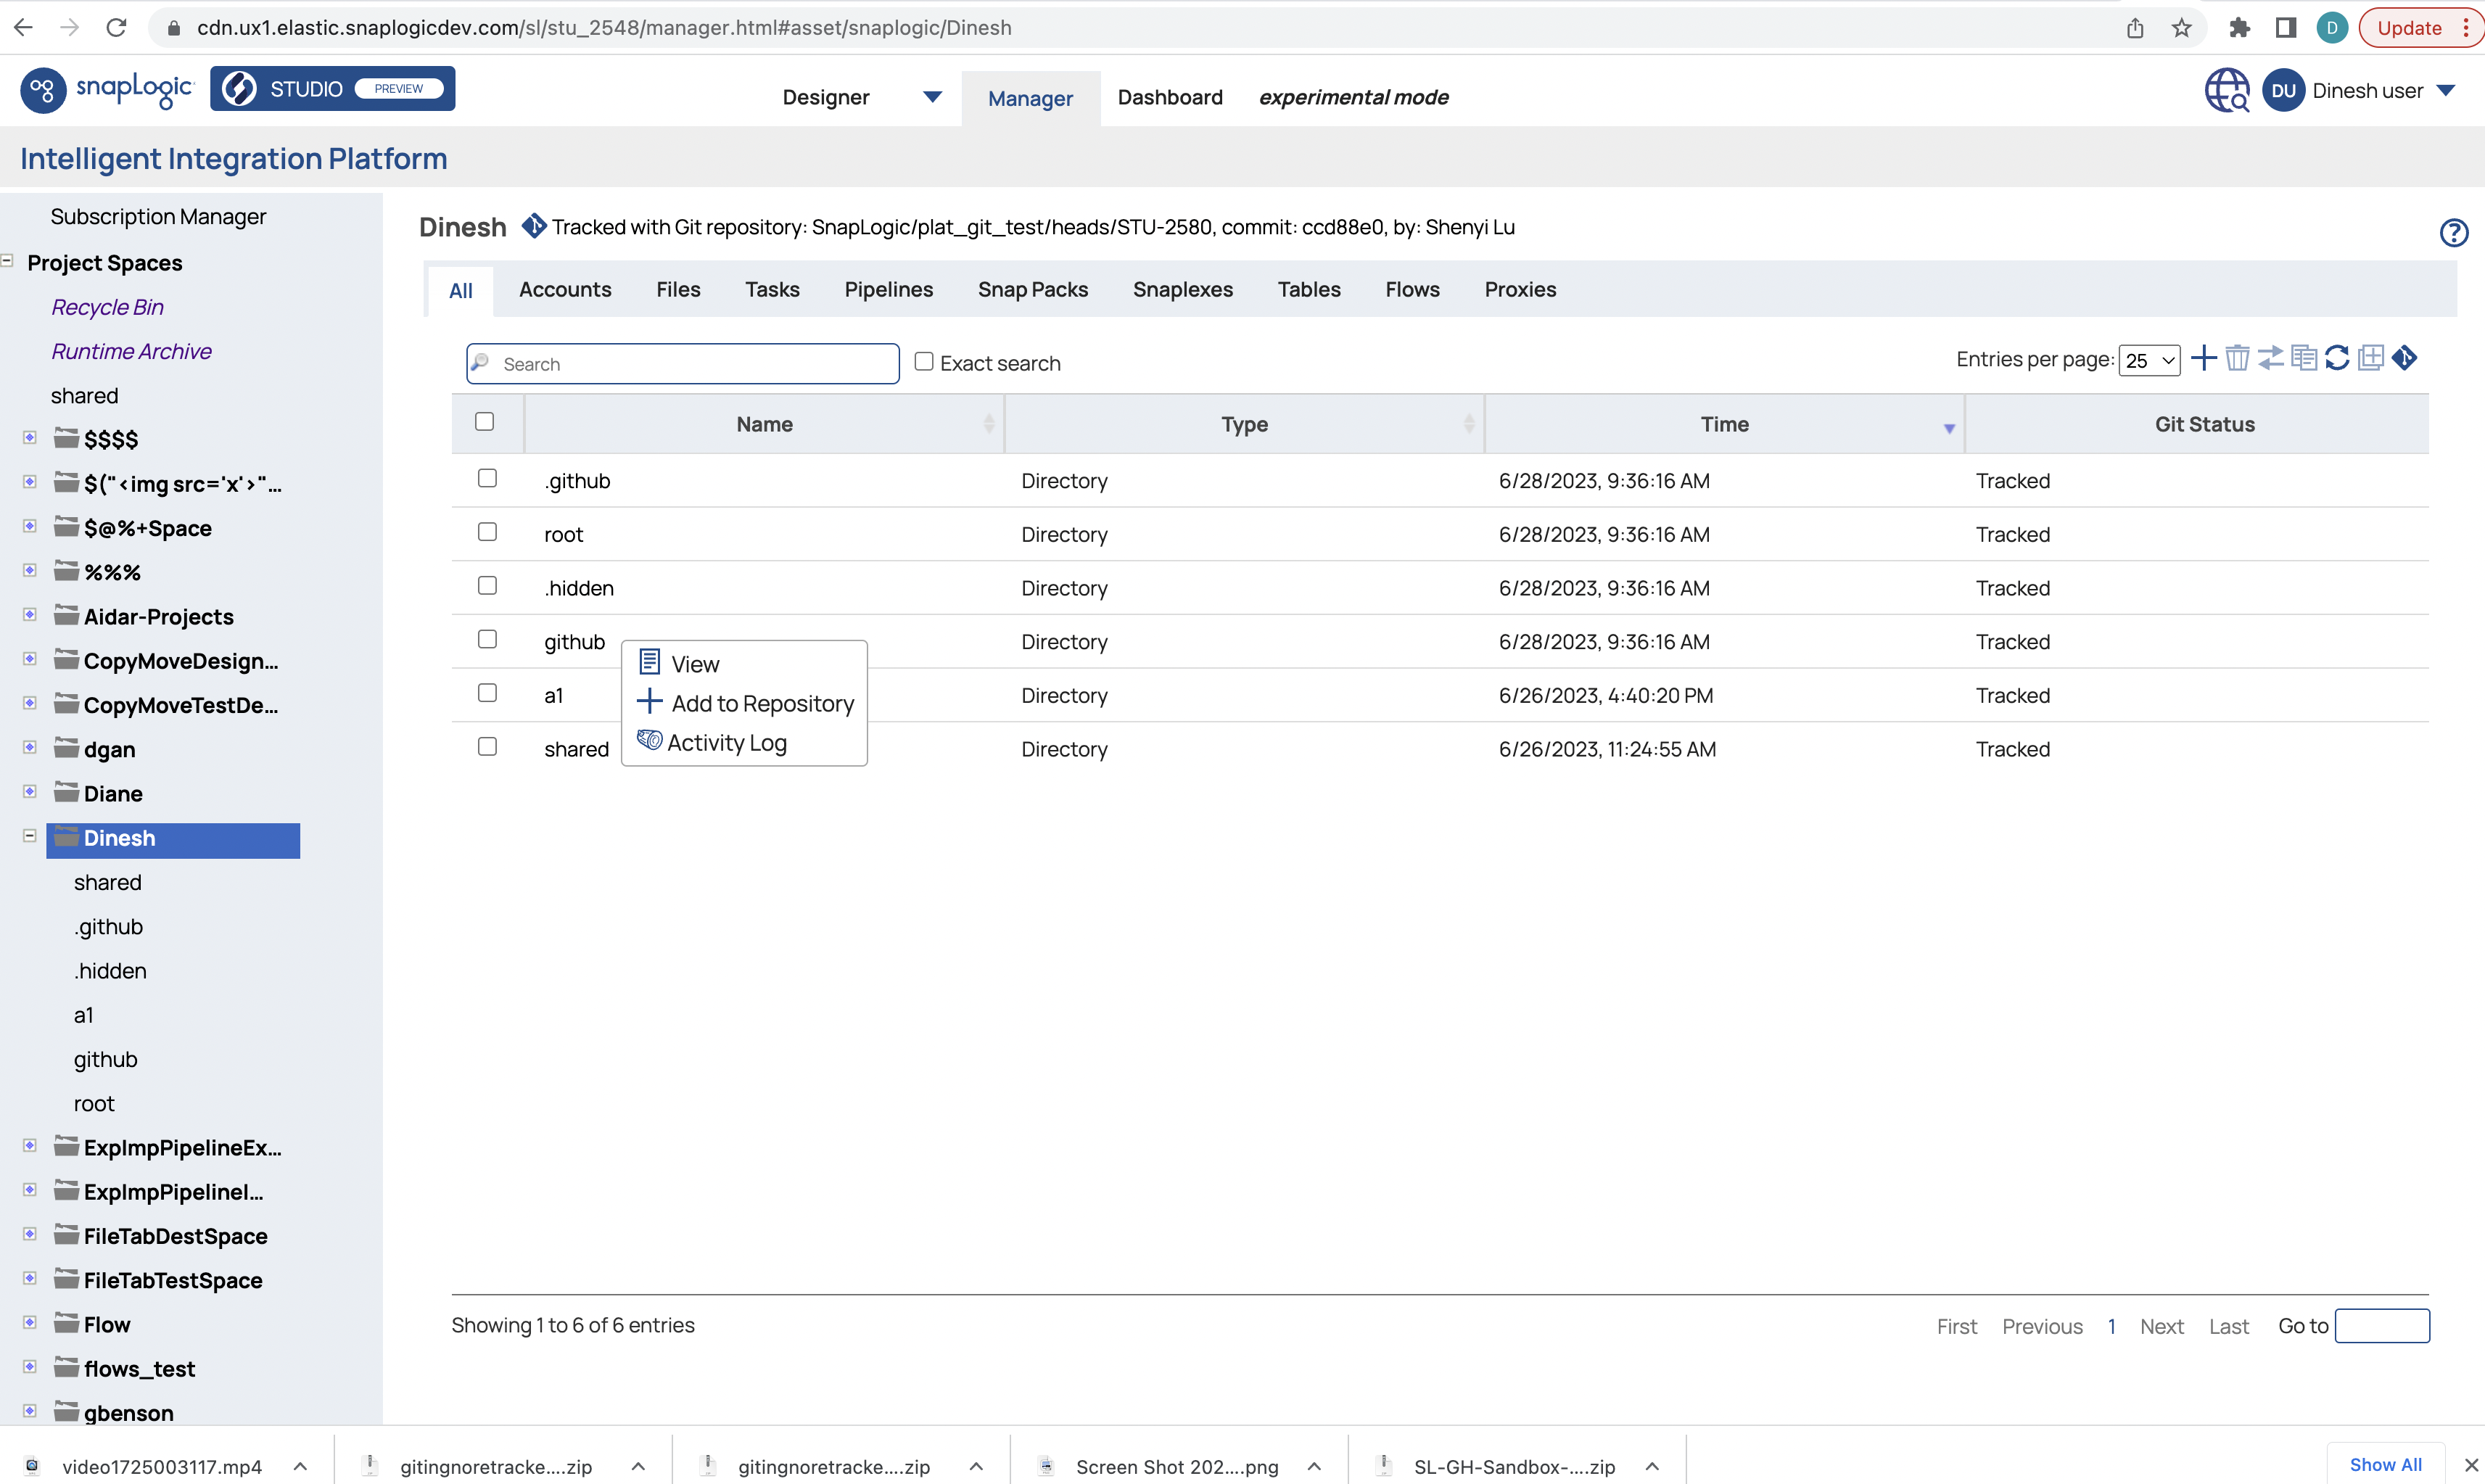 cdn.ux1.elastic.snaplogicdev.com/sl/stu_2548/manager.html#asset/snaplogic/Dinesh
D
Update
snapLogic
STUDIO PREVIEW
Designer
Manager
Dashboard
experimental mode
DU
Dinesh user
Intelligent Integration Platform
Subscription Manager
Project Spaces
Recycle Bin
Runtime Archive
shared
$$$$
$("<img src='x'>"...
$@%+Space
%%%
Aidar-Projects
CopyMoveDesign...
CopyMoveTestDe...
dgan
Diane
Dinesh
shared
.github
.hidden
a1
github
root
ExpImpPipelineEx...
ExpImpPipelineI...
FileTabDestSpace
FileTabTestSpace
Flow
flows_test
gbenson
Dinesh Tracked with Git repository: SnapLogic/plat_git_test/heads/STU-2580, commit: ccd88e0, by: Shenyi Lu
?
All Accounts Files Tasks Pipelines Snap Packs Snaplexes Tables Flows Proxies
Search
Exact search
Entries per page: 25
Name Type Time Git Status
.github Directory 6/28/2023, 9:36:16 AM Tracked
root Directory 6/28/2023, 9:36:16 AM Tracked
.hidden Directory 6/28/2023, 9:36:16 AM Tracked
github Directory 6/28/2023, 9:36:16 AM Tracked
a1 Directory 6/26/2023, 4:40:20 PM Tracked
shared Directory 6/26/2023, 11:24:55 AM Tracked
View
Add to Repository
Activity Log
Showing 1 to 6 of 6 entries
First Previous 1 Next Last Go to
video1725003117.mp4
gitingnoretracke....zip
gitingnoretracke....zip
Screen Shot 202....png
SL-GH-Sandbox-....zip
Show All